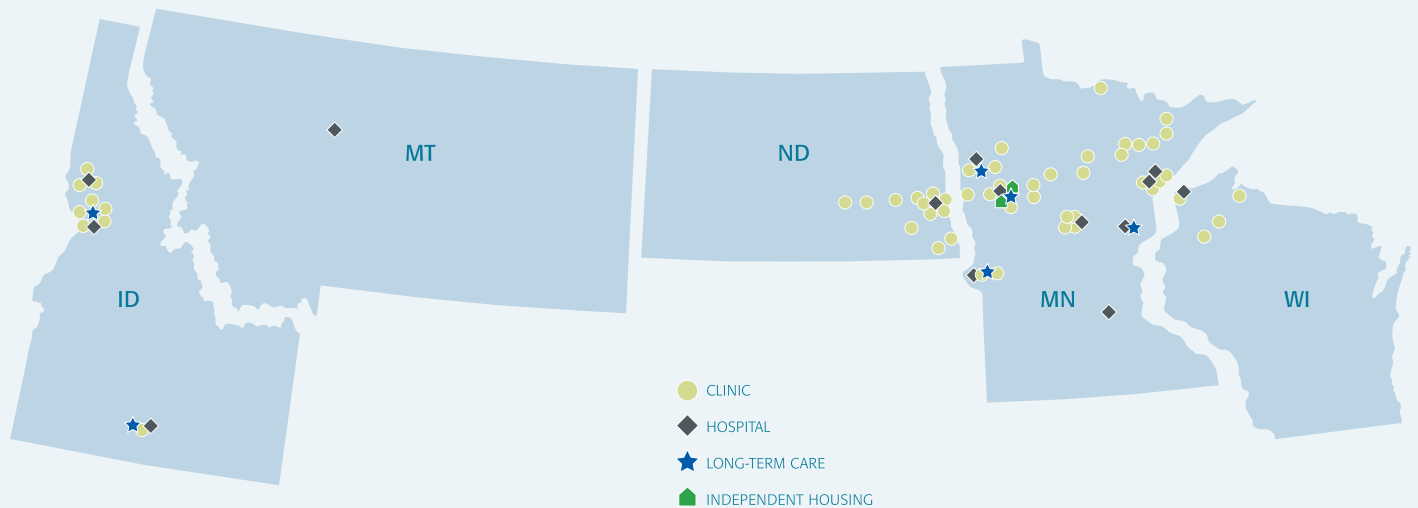 MT
ND
ID
MN
WI
CLINIC
HOSPITAL
LONG-TERM CARE
INDEPENDENT HOUSING